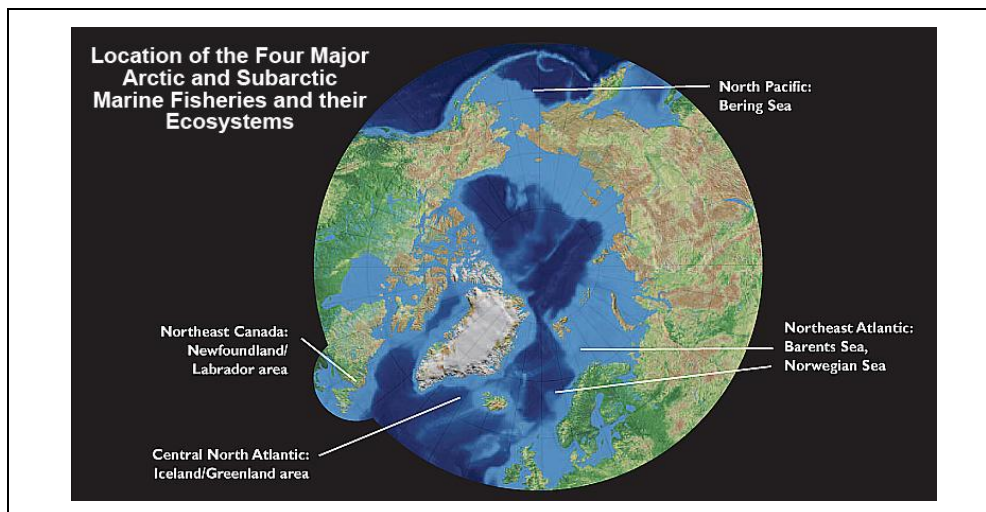 Location of the Four Major
Arctic and Subarctic
Marine Fisheries and their
Ecosystems
North Pacific:
Bering Sea
Northeast Canada:
Newfoundland/
Labrador area
Northeast Atlantic:
Barents Sea,
Norwegian Sea
Central North Atlantic:
Iceland/Greenland area